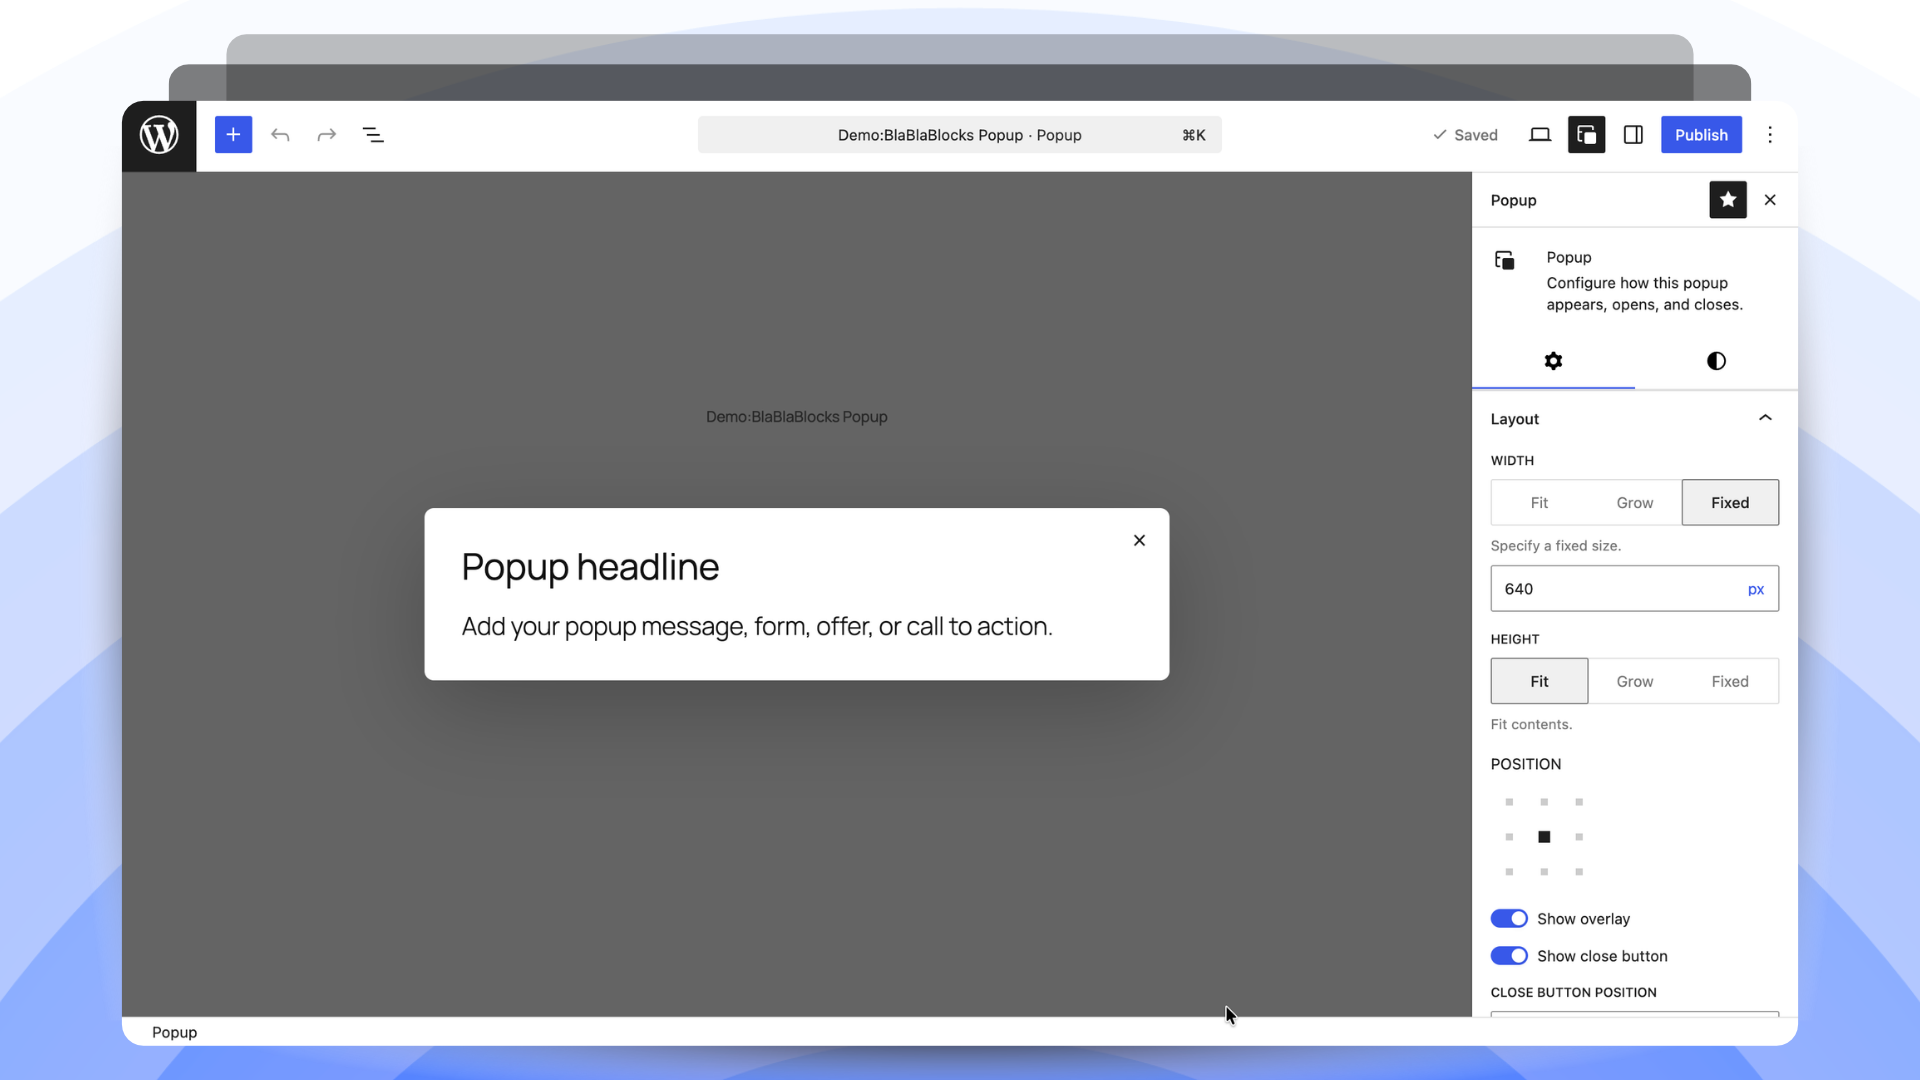 Demo:BlaBlaBlocks Popup · Popup ⌘K
Saved
Publish
Demo:BlaBlaBlocks Popup
Popup headline
Add your popup message, form, offer, or call to action.
Popup
Popup
Configure how this popup
appears, opens, and closes.
Layout
WIDTH
Fit Grow Fixed
Specify a fixed size.
640 px
HEIGHT
Fit Grow Fixed
Fit contents.
POSITION
Show overlay
Show close button
CLOSE BUTTON POSITION
Popup